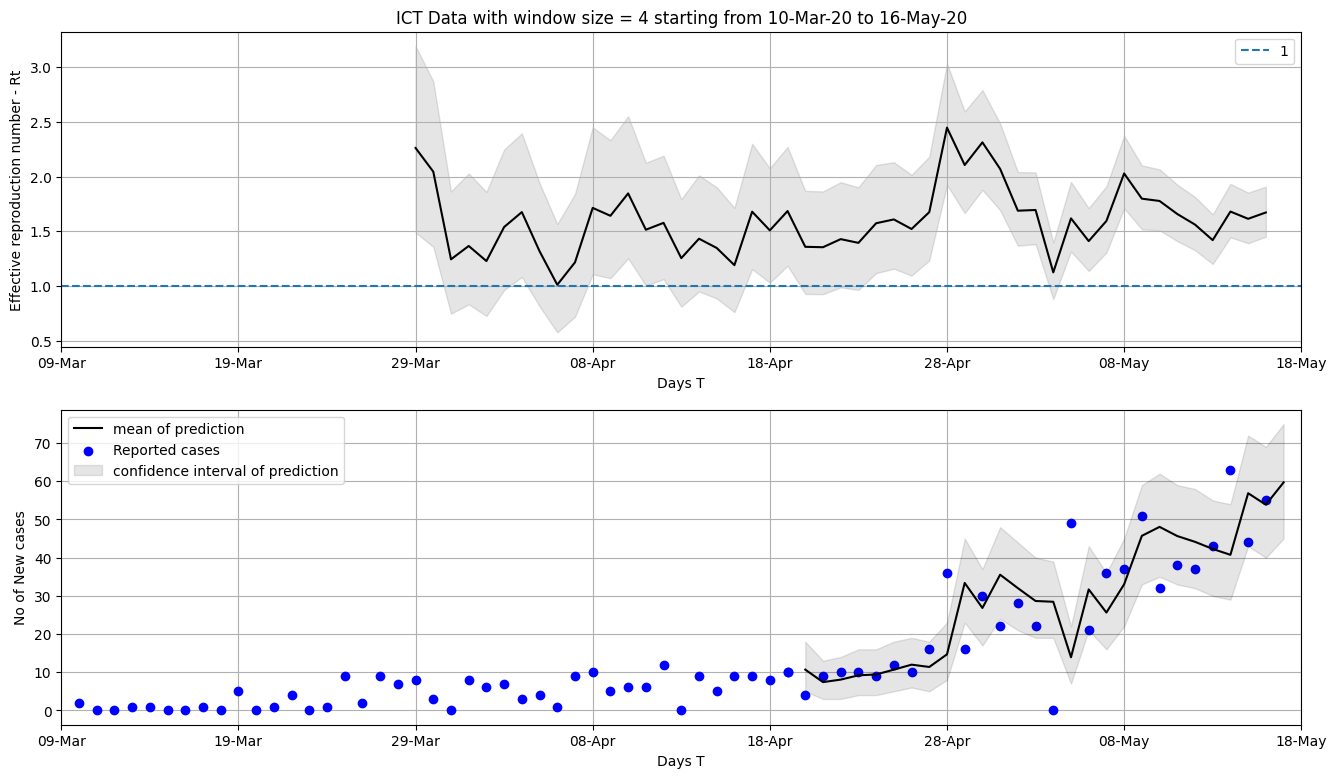 ICT Data with window size = 4 starting from 10-Mar-20 to 16-May-20
1
Effective reproduction number - Rt
3.0
2.5
2.0
1.5
1.0
0.5
09-Mar 19-Mar 29-Mar 08-Apr 18-Apr 28-Apr 08-May 18-May
Days T
mean of prediction
Reported cases
confidence interval of prediction
No of New cases
70
60
50
40
30
20
10
0
09-Mar 19-Mar 29-Mar 08-Apr 18-Apr 28-Apr 08-May 18-May
Days T